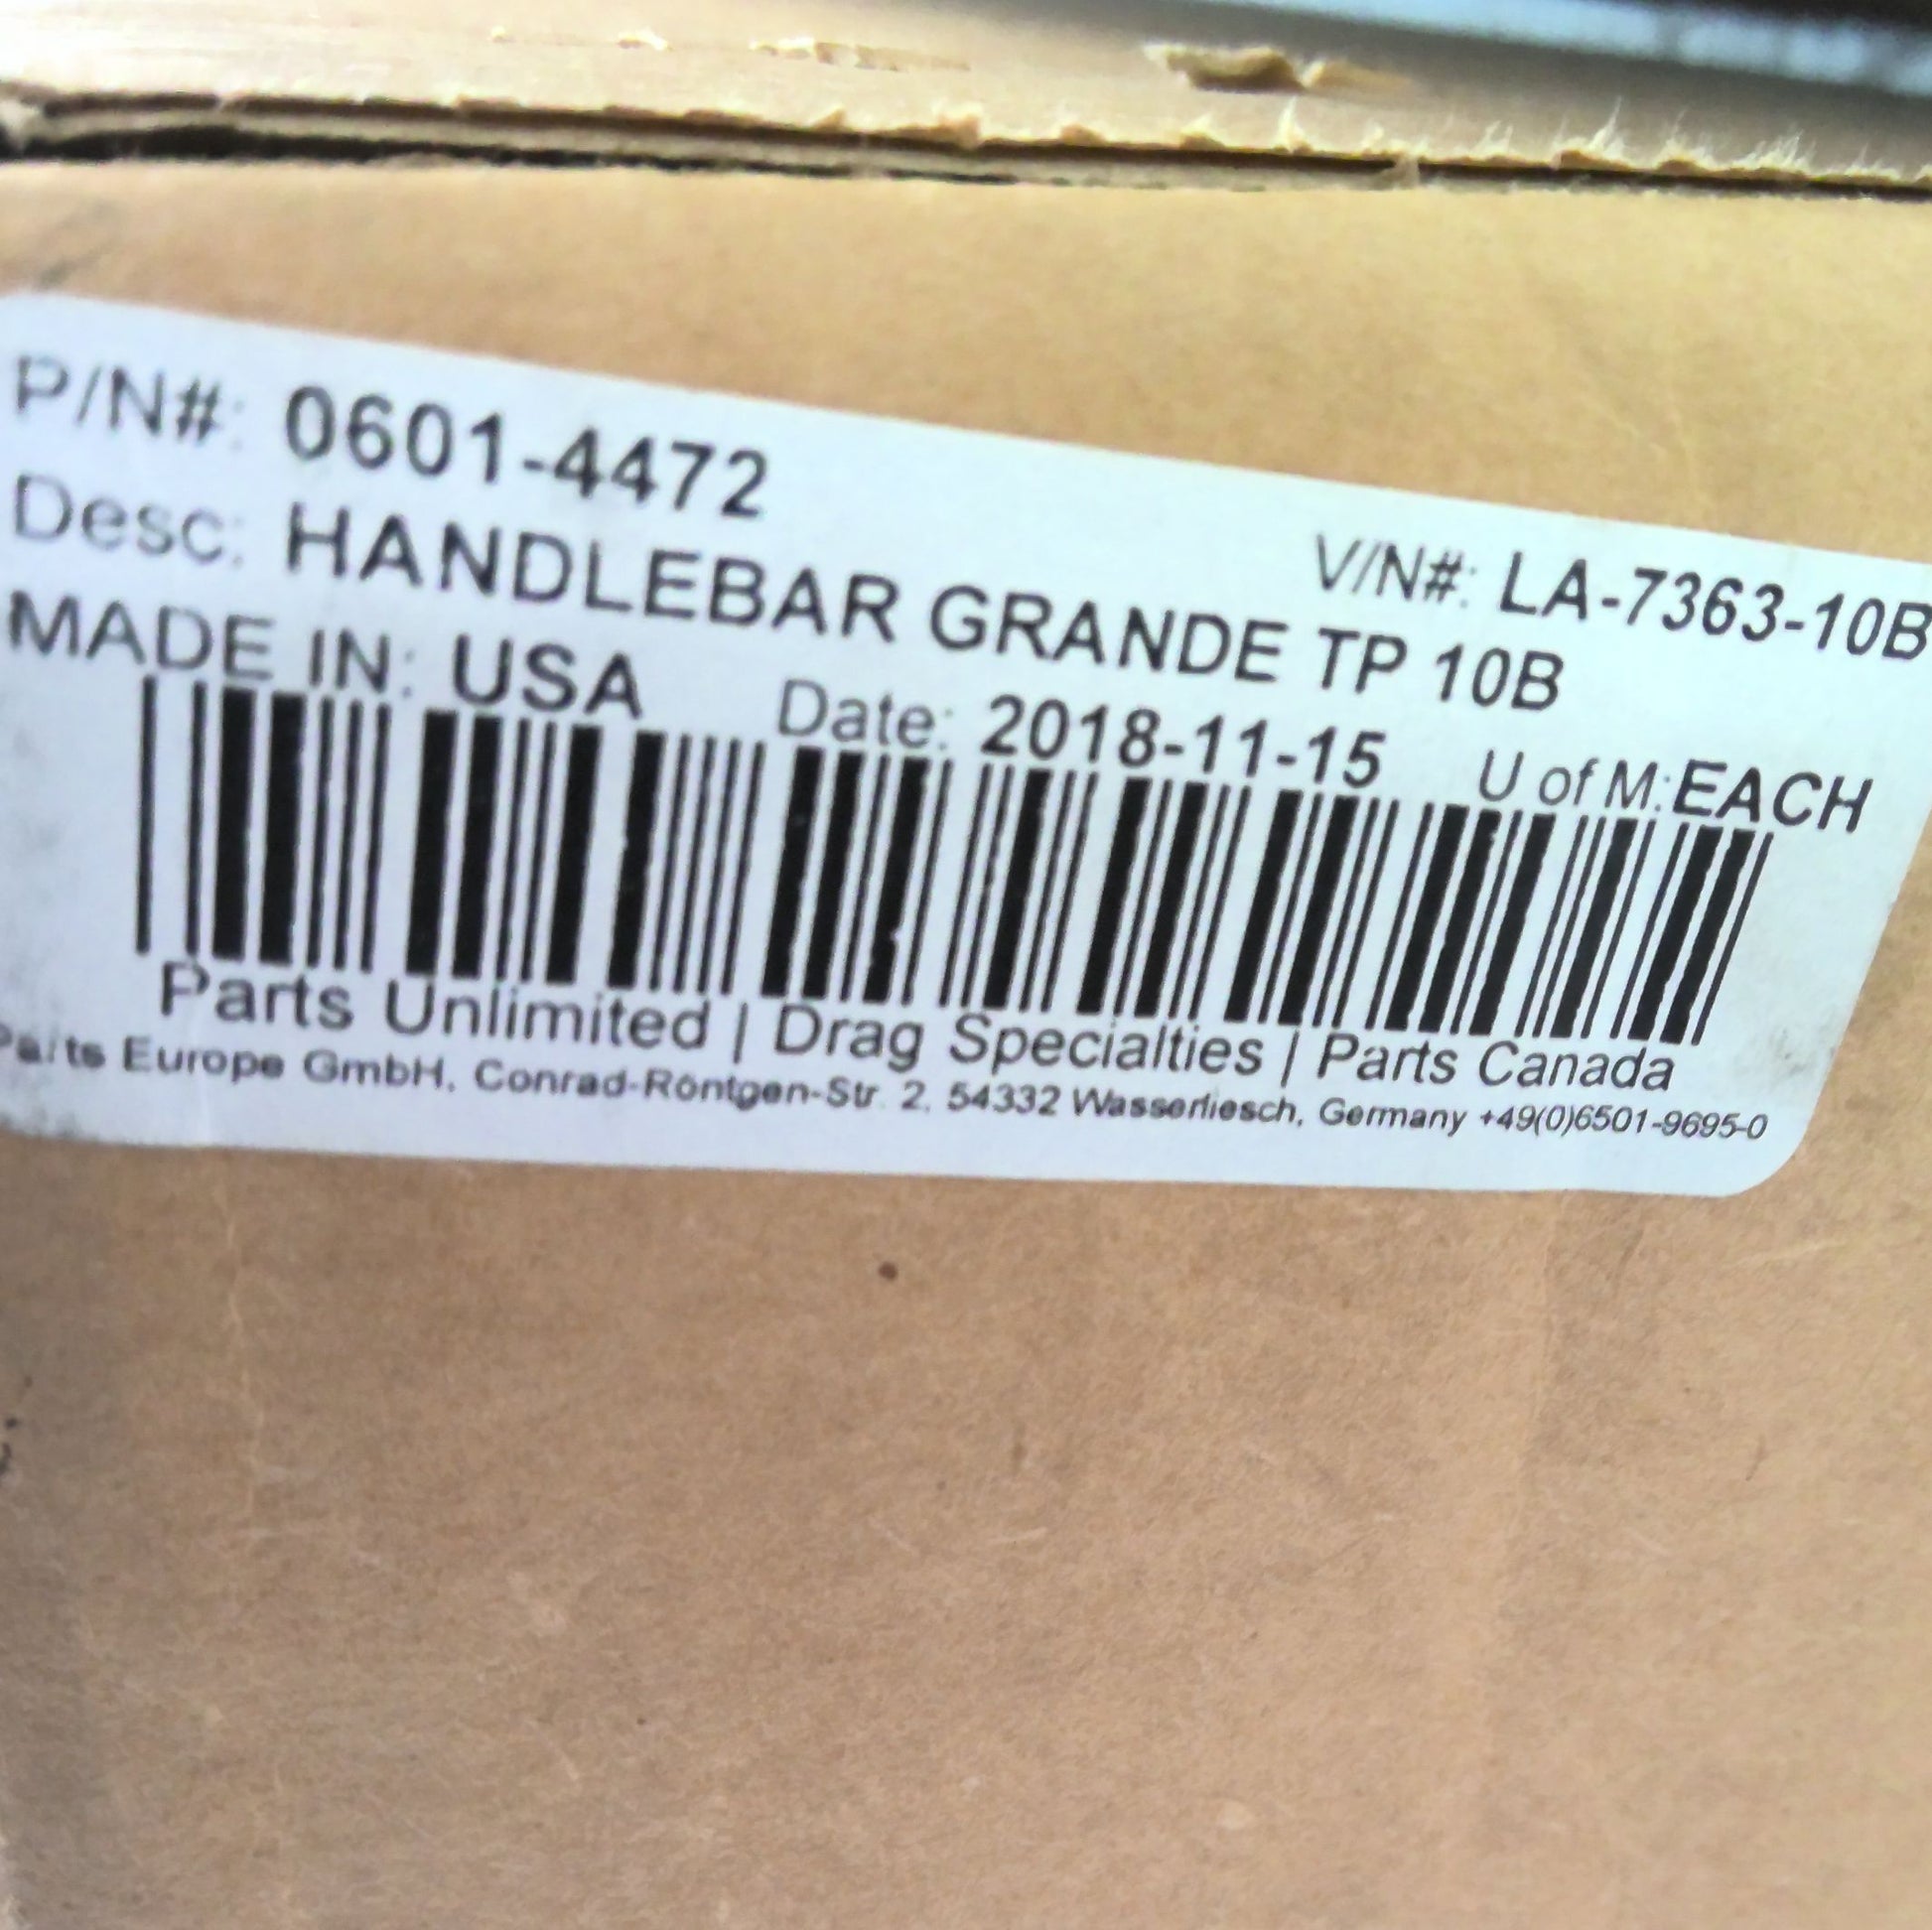 P/N#: 0601-4472
V/N#: LA-7363-10B
Desc: HANDLEBAR GRANDE TP 10B
MADE IN: USA Date: 2018-11-15 U of M: EACH
Parts Unlimited | Drag Specialties | Parts Canada
Parts Europe GmbH, Conrad-Röntgen-Str. 2, 54332 Wasserliesch, Germany +49(0)6501-9695-0